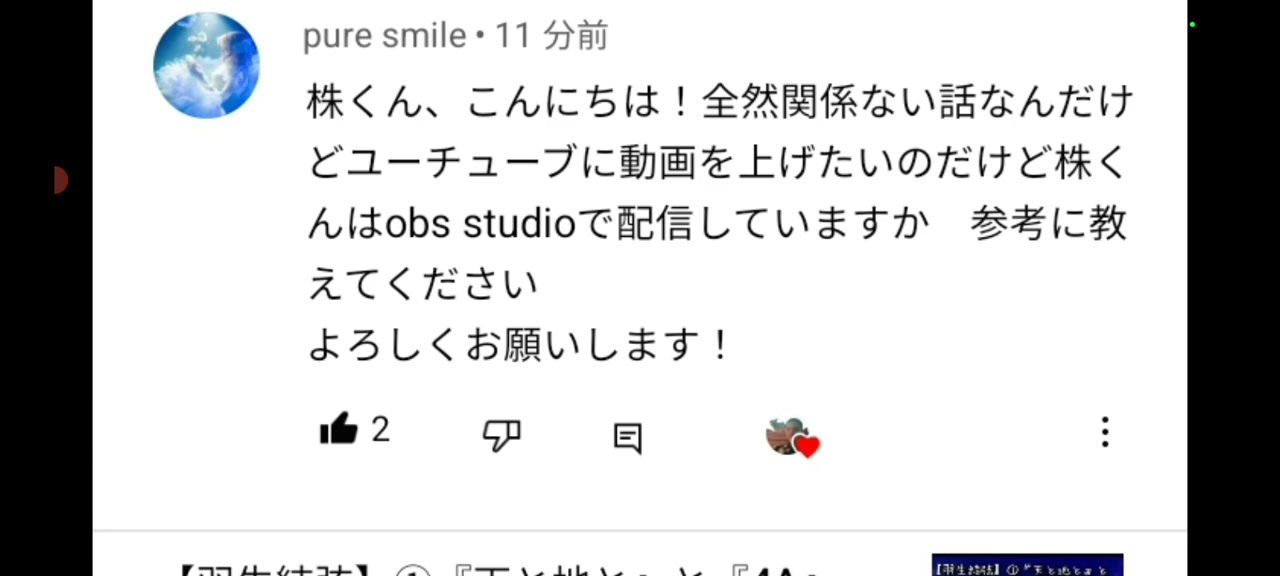 pure smile • 11 分前
株くん、こんにちは！全然関係ない話なんだけ
どユーチューブに動画を上げたいのだけど株く
んはobs studioで配信していますか　参考に教
えてください
よろしくお願いします！
2